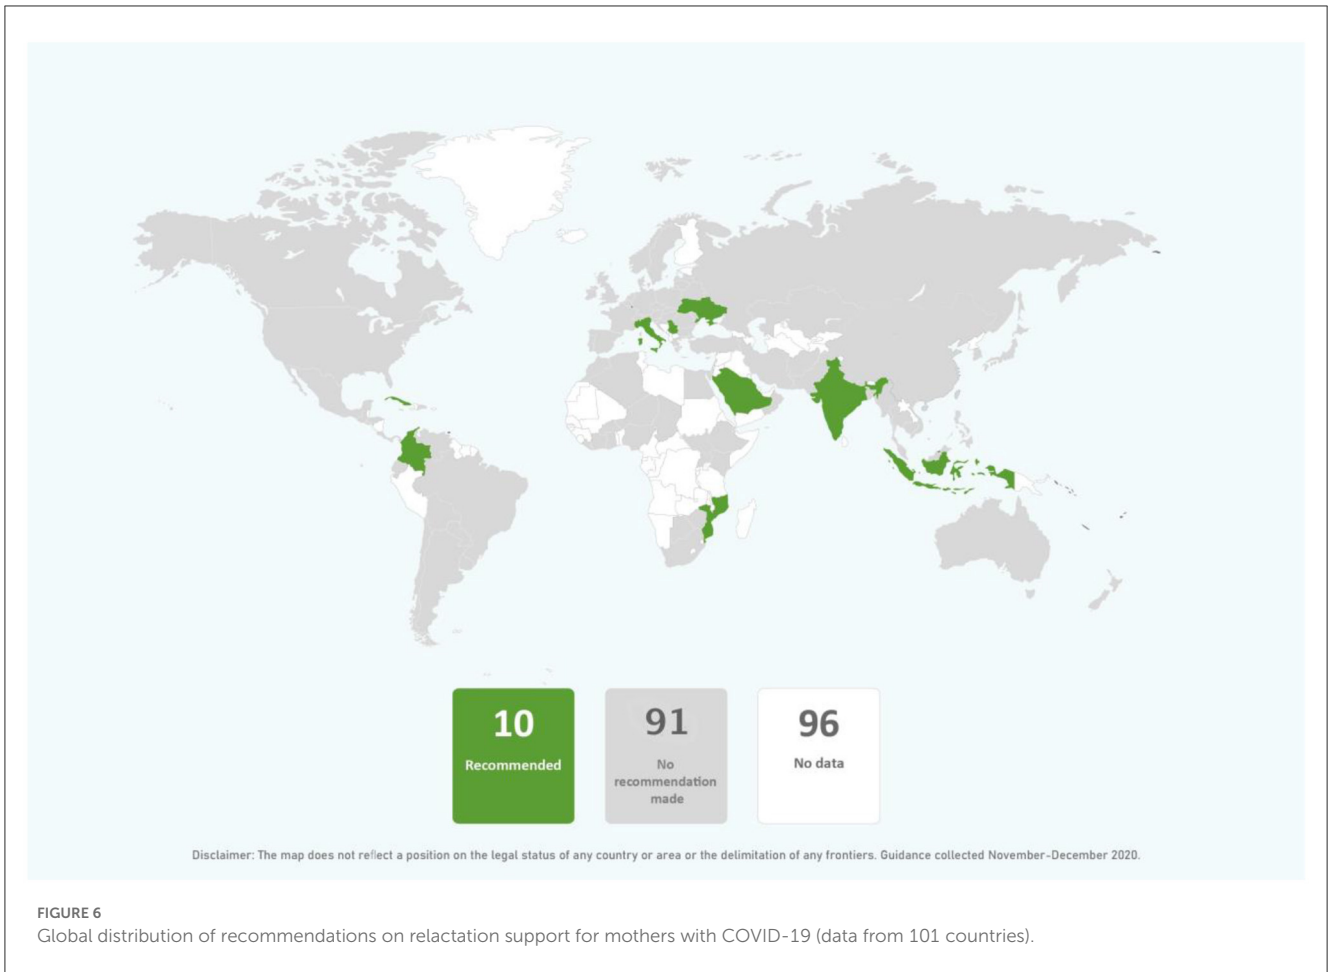 10
Recommended
91
No
recommendation
made
96
No data
Disclaimer: The map does not reflect a position on the legal status of any country or area or the delimitation of any frontiers. Guidance collected November-December 2020.
FIGURE 6
Global distribution of recommendations on relactation support for mothers with COVID-19 (data from 101 countries).